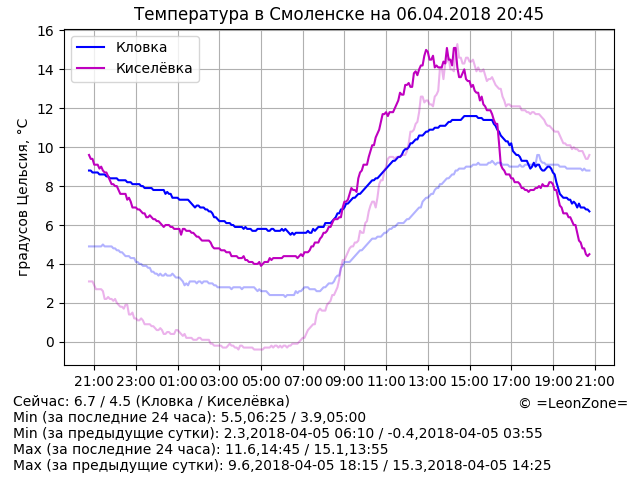 Температура в Смоленске на 06.04.2018 20:45
16
14
12
10
8
6
4
2
0
градусов Цельсия, °C
Кловка
Киселёвка
21:00 23:00 01:00 03:00 05:00 07:00 09:00 11:00 13:00 15:00 17:00 19:00 21:00
Сейчас: 6.7 / 4.5 (Кловка / Киселёвка)
© =LeonZone=
Min (за последние 24 часа): 5.5,06:25 / 3.9,05:00
Min (за предыдущие сутки): 2.3,2018-04-05 06:10 / -0.4,2018-04-05 03:55
Max (за последние 24 часа): 11.6,14:45 / 15.1,13:55
Max (за предыдущие сутки): 9.6,2018-04-05 18:15 / 15.3,2018-04-05 14:25